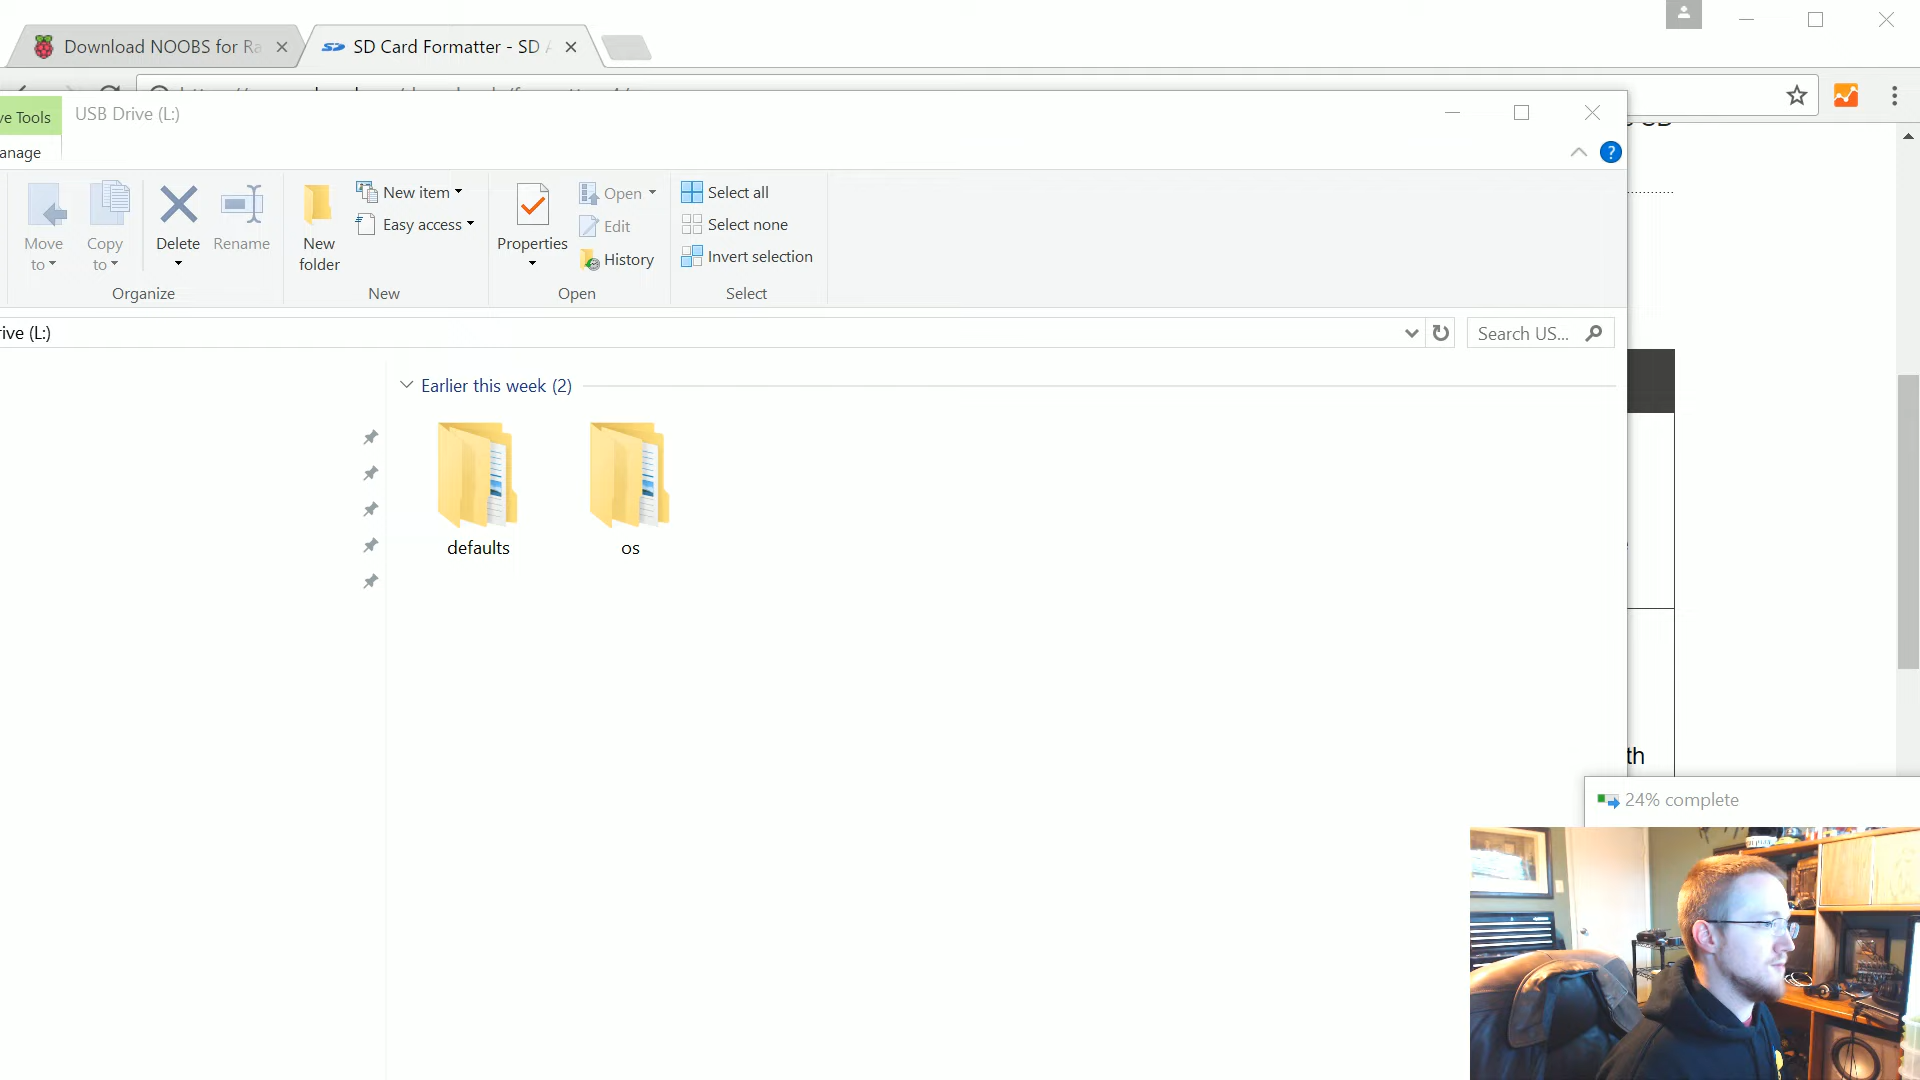 Download NOOBS for Ra
SD Card Formatter - SD A
USB Drive (L:)
ve Tools
anage
Move to
Copy to
Delete
Rename
New folder
New item
Easy access
Properties
Open
Edit
History
Select all
Select none
Invert selection
Organize
New
Open
Select
rive (L:)
Search US...
Earlier this week (2)
defaults
os
th
24% complete